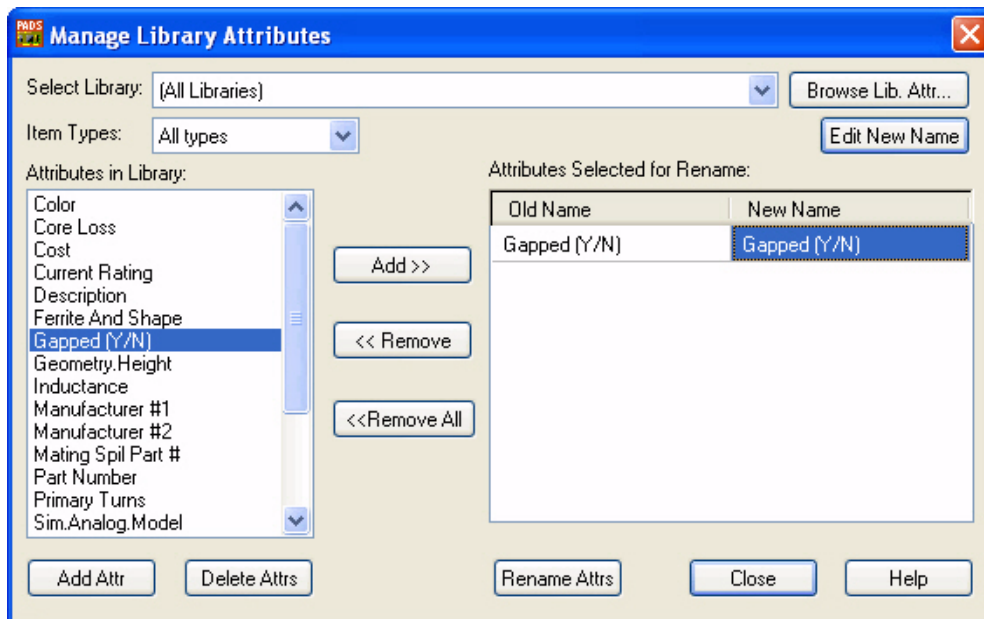 PADS
Manage Library Attributes
Select Library: (All Libraries) Browse Lib. Attr...
Item Types: All types Edit New Name
Attributes in Library: Attributes Selected for Rename:
Color
Core Loss
Cost
Current Rating
Description
Ferrite And Shape
Gapped (Y/N)
Geometry.Height
Inductance
Manufacturer #1
Manufacturer #2
Mating Spil Part #
Part Number
Primary Turns
Sim.Analog.Model
Add >>
<< Remove
<<Remove All
Old Name New Name
Gapped (Y/N) Gapped (Y/N)
Add Attr Delete Attrs Rename Attrs Close Help